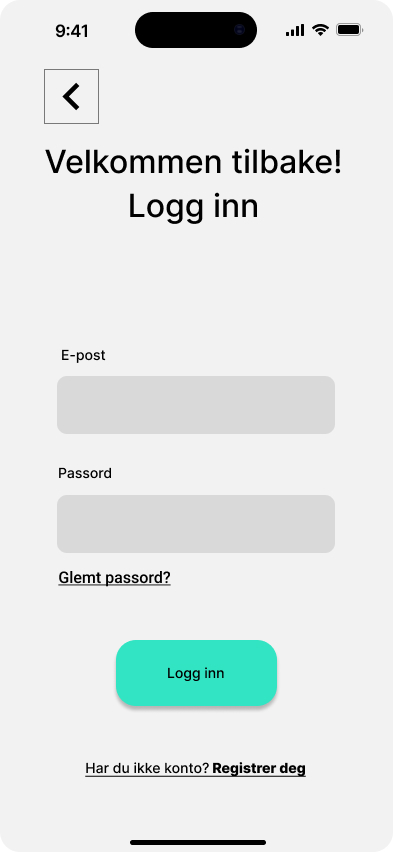 9:41
Velkommen tilbake!
Logg inn
E-post
Passord
Glemt passord?
Logg inn
Har du ikke konto? Registrer deg